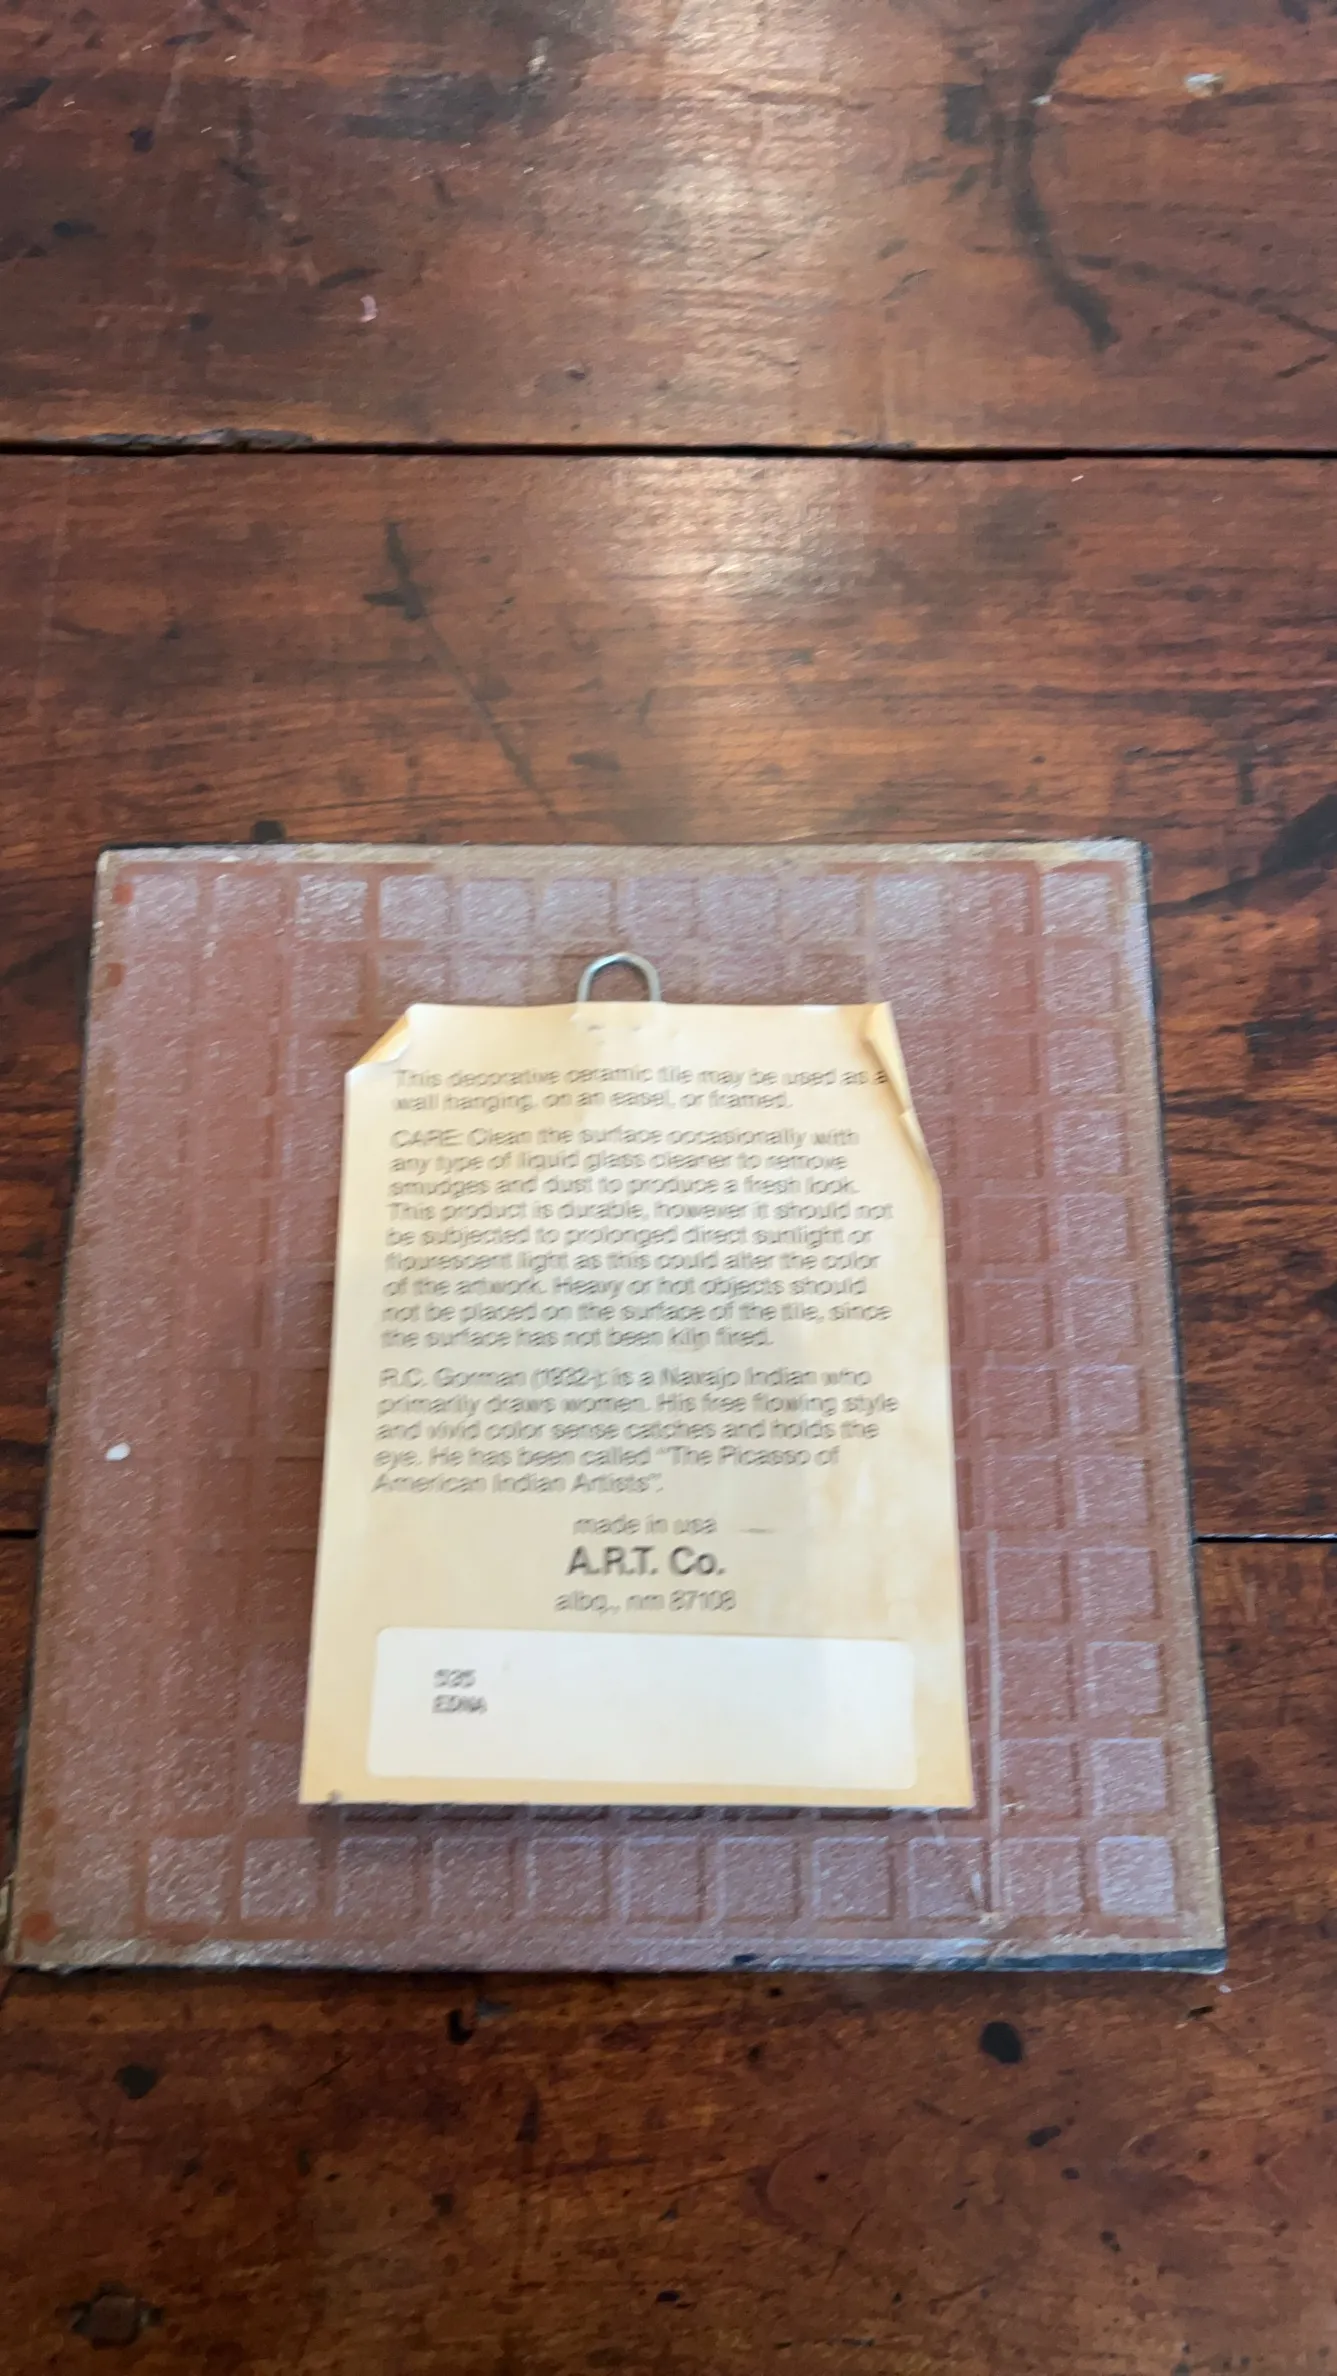 This decorative ceramic tile may be used as a
wall hanging, on an easel, or framed.
CARE: Clean the surface occasionally with
any type of liquid glass cleaner to remove
smudges and dust to produce a fresh look.
This product is durable, however it should not
be subjected to prolonged direct sunlight or
flourescent light as this could alter the color
of the artwork. Heavy or hot objects should
not be placed on the surface of the tile, since
the surface has not been kiln fired.
R.C. Gorman (1932-): is a Navajo Indian who
primarily draws women. His free flowing style
and vivid color sense catches and holds the
eye. He has been called "The Picasso of
American Indian Artists".
made in usa
A.R.T. Co.
albq., nm 87108
535
EDNA